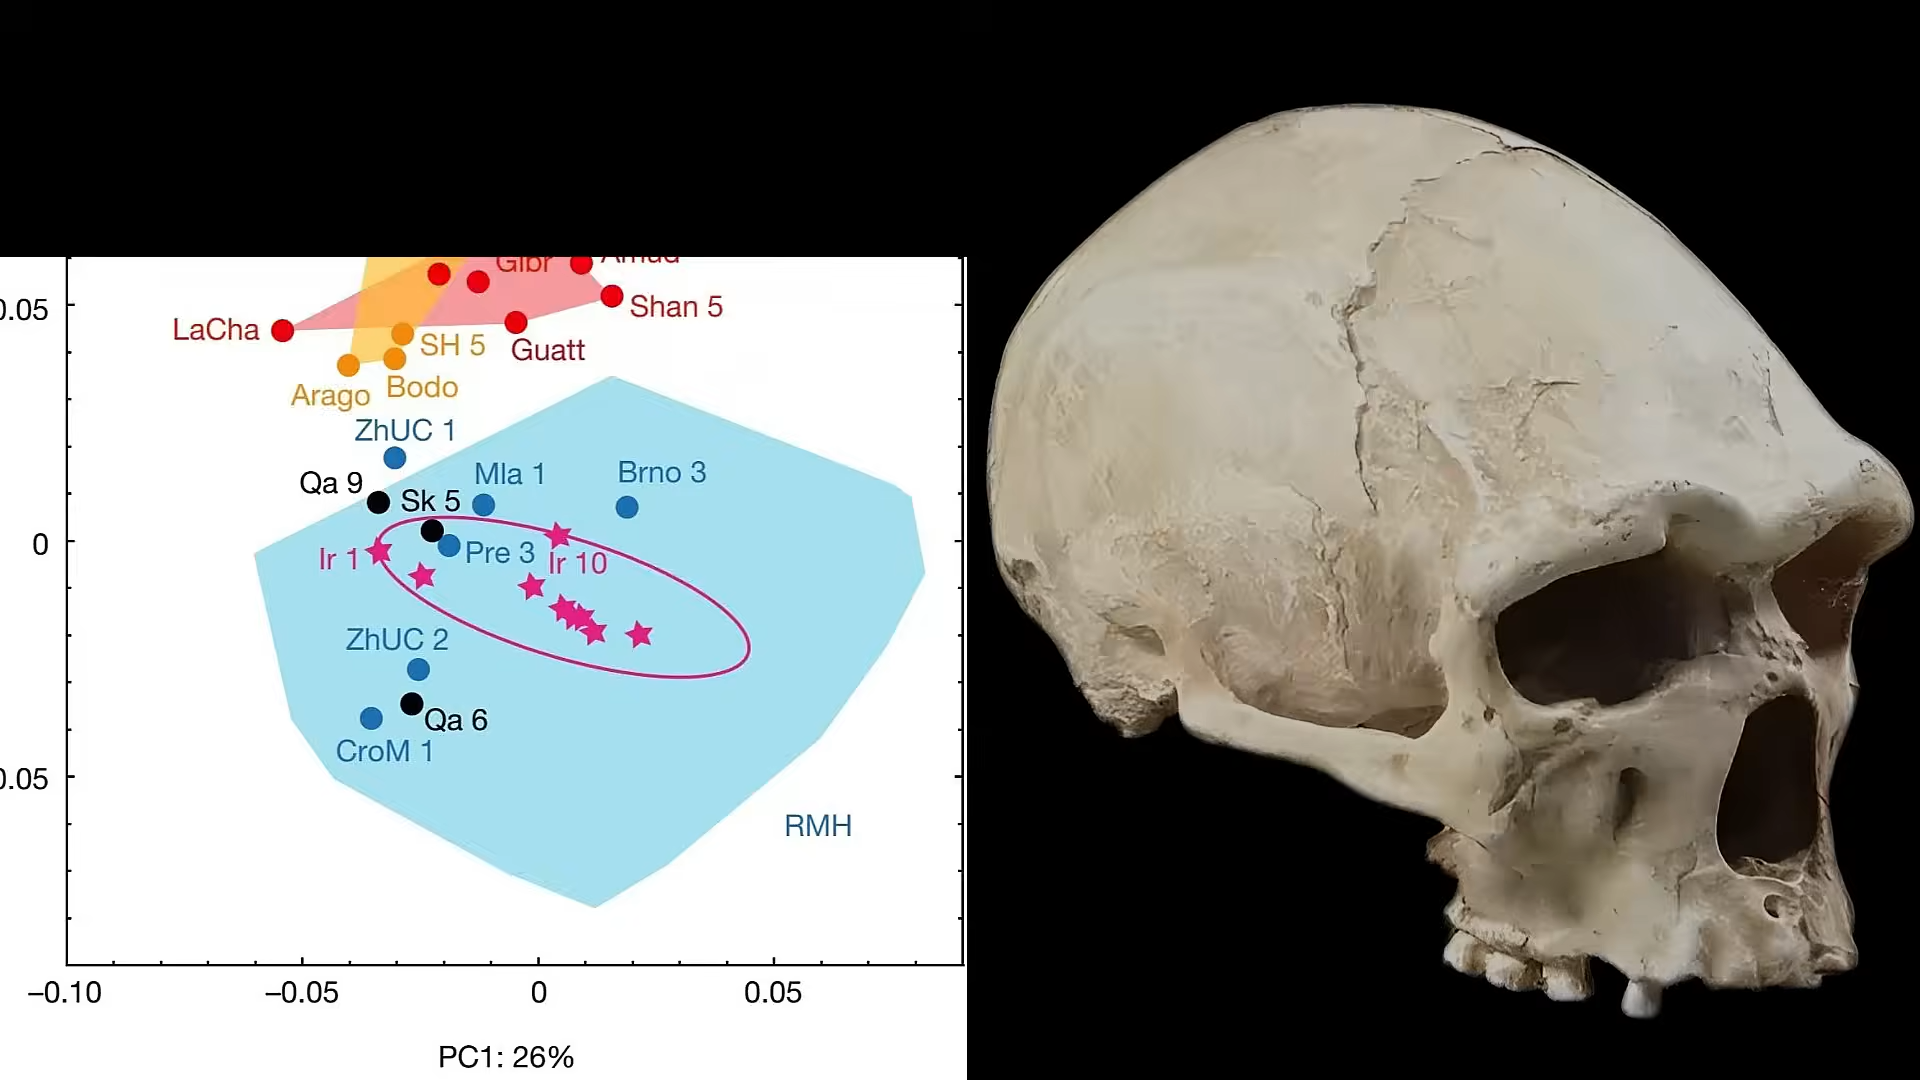 Gibr
Amud
0.05
Shan 5
LaCha
SH 5
Guatt
Arago
Bodo
ZhUC 1
Mla 1
Brno 3
Qa 9
Sk 5
0
Ir 1
Pre 3
Ir 10
ZhUC 2
Qa 6
CroM 1
0.05
RMH
−0.10
−0.05
0
0.05
PC1: 26%